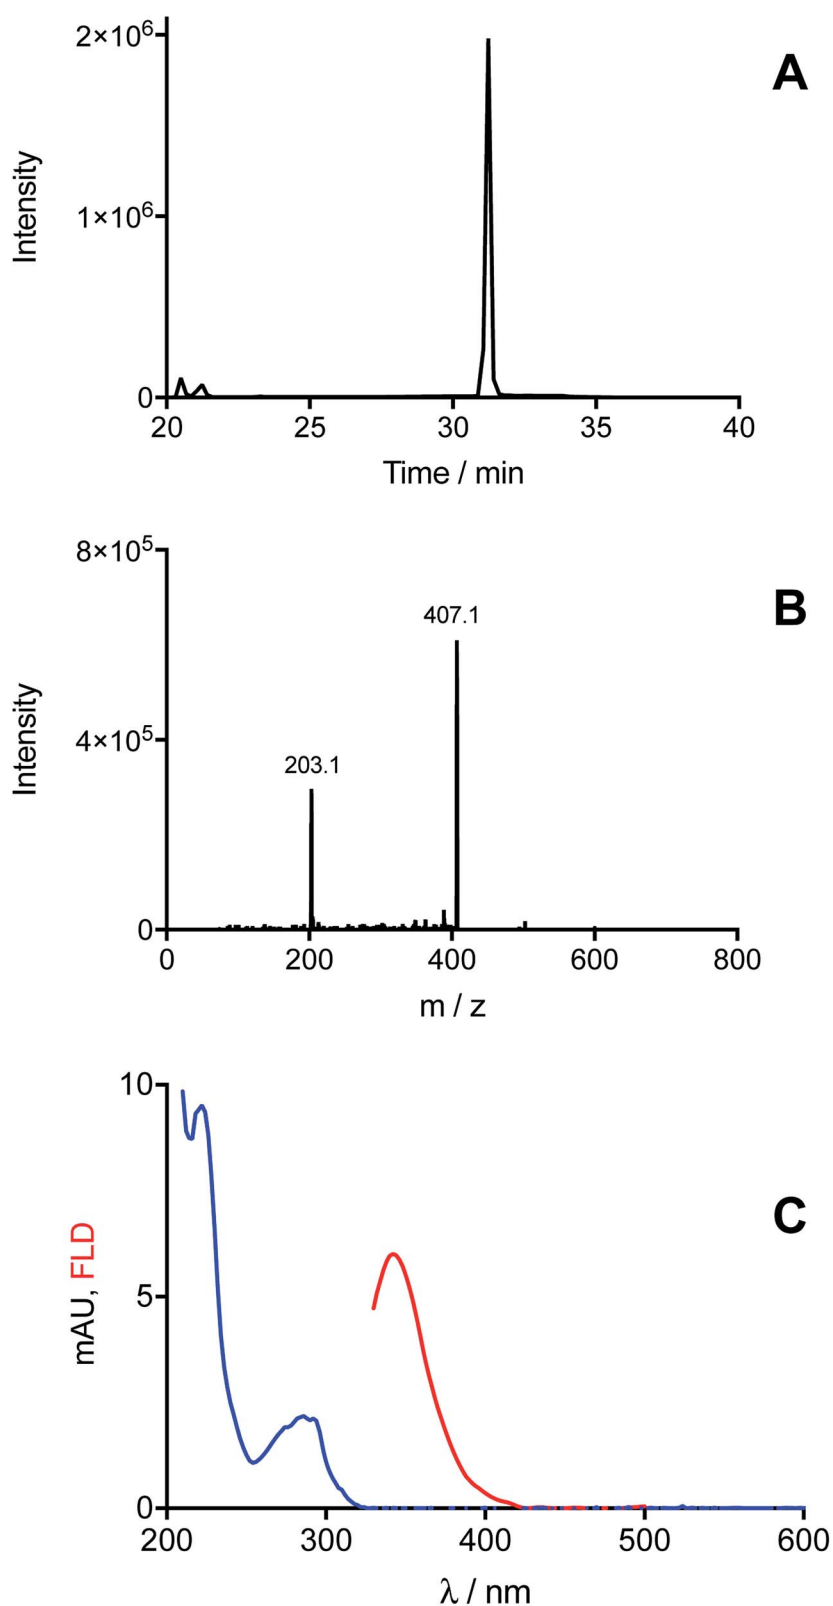 A
2×10⁶
1×10⁶
0
Intensity
20 25 30 35 40
Time / min
B
8×10⁵
4×10⁵
0
Intensity
407.1
203.1
0 200 400 600 800
m / z
C
10
5
0
mAU, FLD
200 300 400 500 600
λ / nm